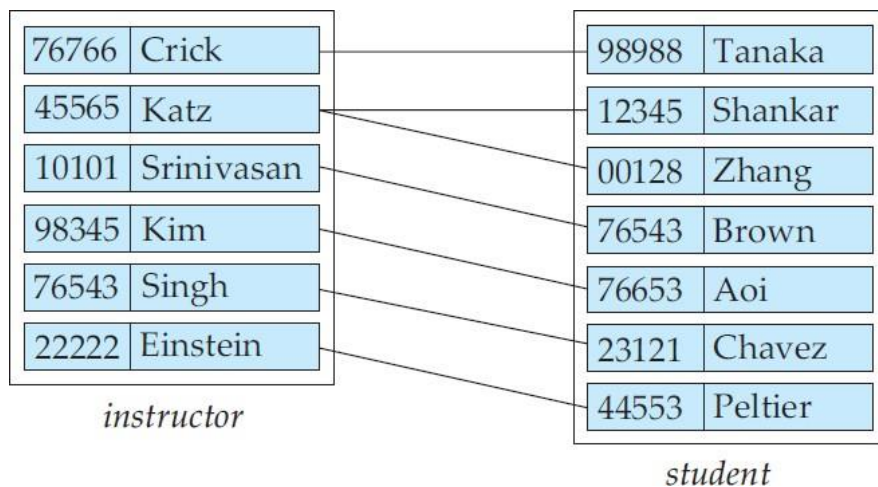 76766 Crick
45565 Katz
10101 Srinivasan
98345 Kim
76543 Singh
22222 Einstein
instructor
98988 Tanaka
12345 Shankar
00128 Zhang
76543 Brown
76653 Aoi
23121 Chavez
44553 Peltier
student